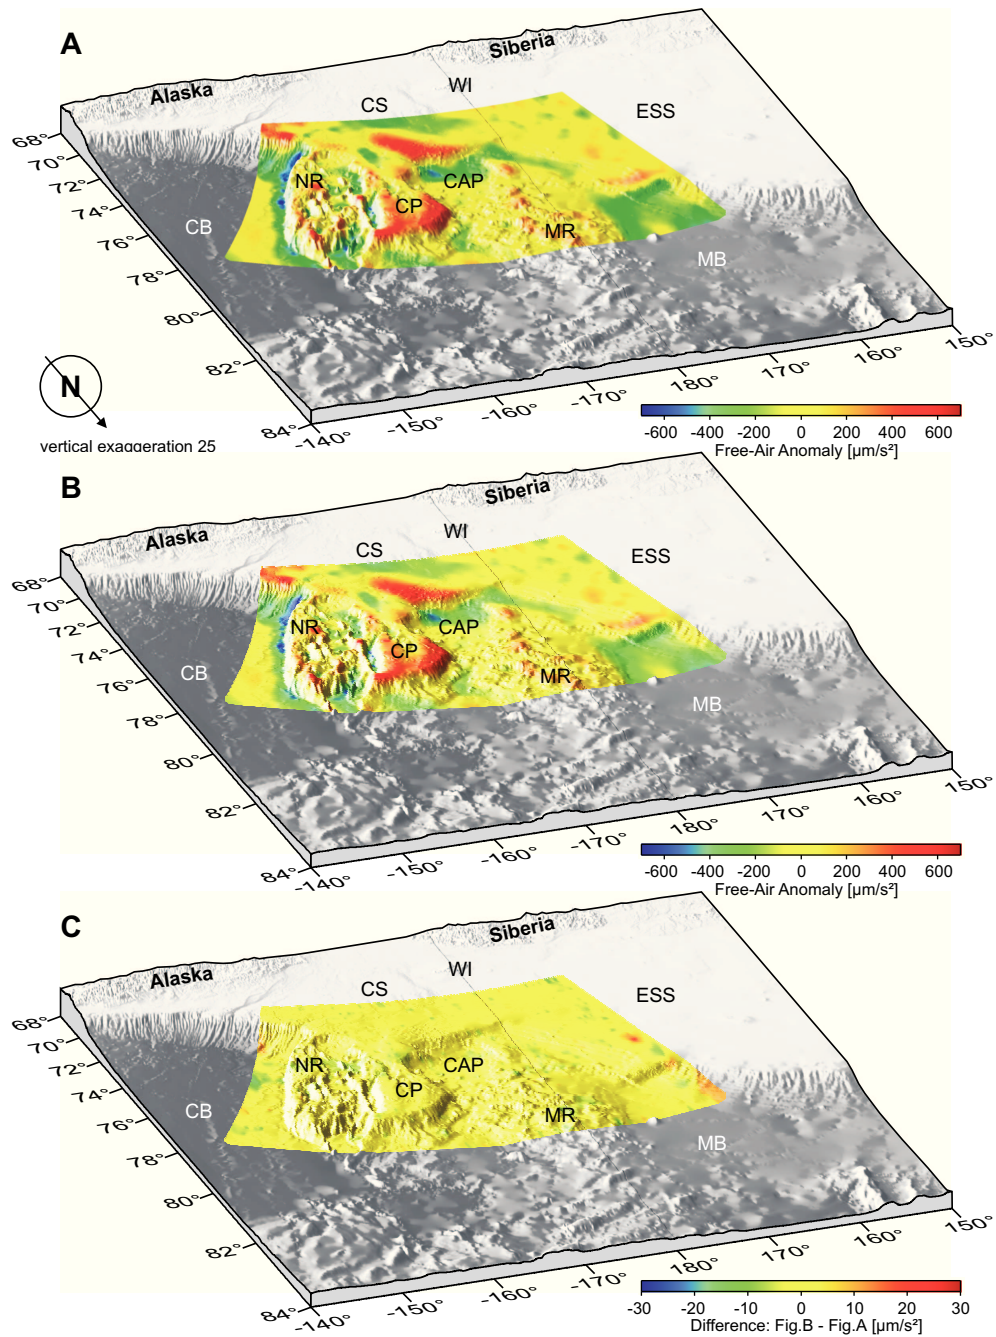 A
Siberia
Alaska
WI
CS
ESS
68°
70°
72°
74°
76°
78°
80°
82°
84°
NR
CAP
CP
CB
MR
MB
N
vertical exaggeration 25
-140°
-150°
-160°
-170°
180°
170°
160°
150°
-600 -400 -200 0 200 400 600
Free-Air Anomaly [µm/s²]
B
Siberia
Alaska
WI
CS
ESS
68°
70°
72°
74°
76°
78°
80°
82°
84°
NR
CAP
CP
CB
MR
MB
-140°
-150°
-160°
-170°
180°
170°
160°
150°
-600 -400 -200 0 200 400 600
Free-Air Anomaly [µm/s²]
C
Siberia
Alaska
WI
CS
ESS
68°
70°
72°
74°
76°
78°
80°
82°
84°
NR
CAP
CP
CB
MR
MB
-140°
-150°
-160°
-170°
180°
170°
160°
150°
-30 -20 -10 0 10 20 30
Difference: Fig.B - Fig.A [µm/s²]